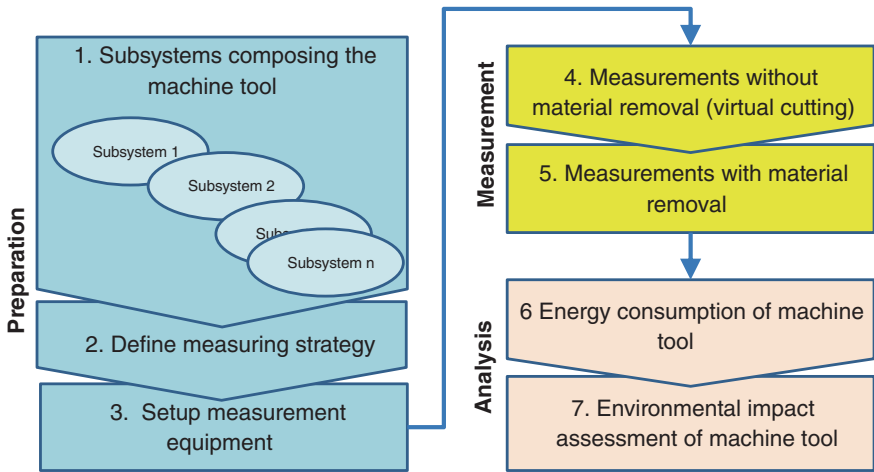 Preparation
1. Subsystems composing the
machine tool
Subsystem 1
Subsystem 2
Subsystem n
2. Define measuring strategy
3. Setup measurement
equipment
Measurement
4. Measurements without
material removal (virtual cutting)
5. Measurements with material
removal
Analysis
6 Energy consumption of machine
tool
7. Environmental impact
assessment of machine tool